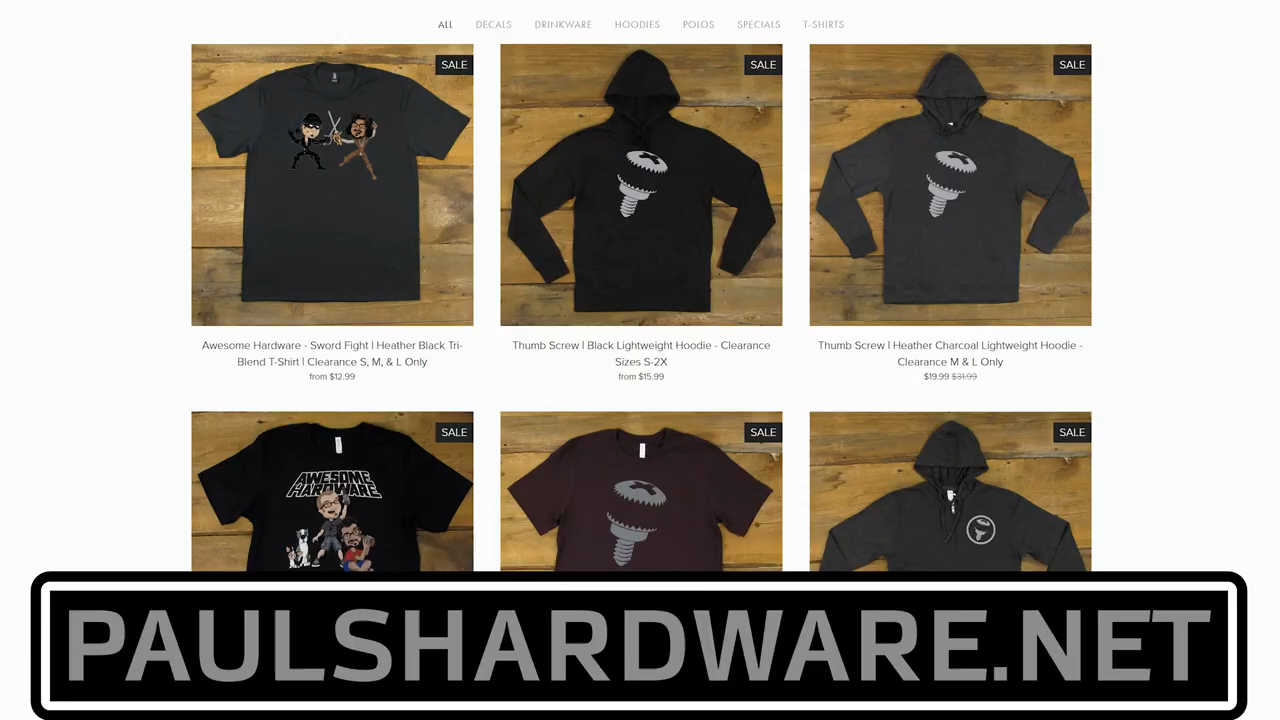 ALL DECALS DRINKWARE HOODIES POLOS SPECIALS T-SHIRTS
SALE
SALE
SALE
Awesome Hardware - Sword Fight | Heather Black Tri-
Blend T-Shirt | Clearance S, M, & L Only
from $12.99
Thumb Screw | Black Lightweight Hoodie - Clearance
Sizes S-2X
from $15.99
Thumb Screw | Heather Charcoal Lightweight Hoodie -
Clearance M & L Only
$19.99 $31.99
SALE
SALE
SALE
AWESOME
HARDWARE
PAULSHARDWARE.NET